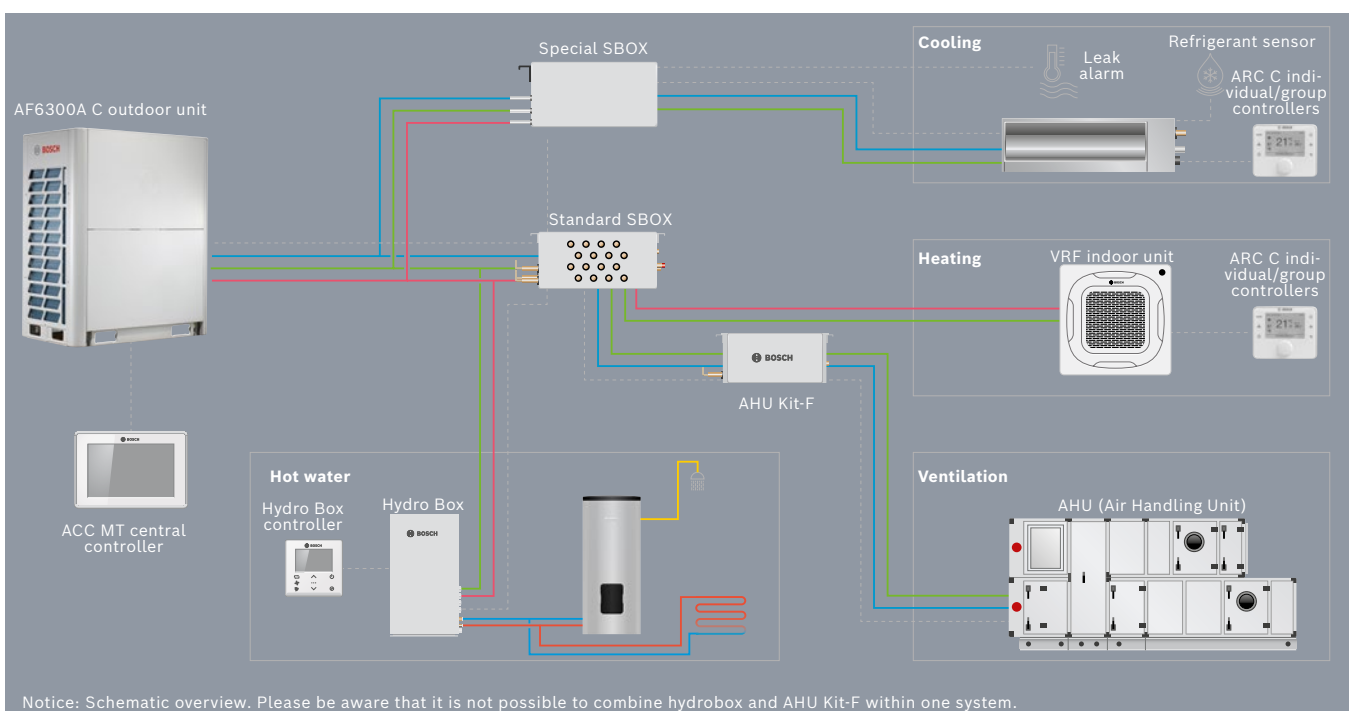 Special SBOX
Cooling
Refrigerant sensor
Leak
alarm
ARC C indi-
vidual/group
controllers
AF6300A C outdoor unit
BOSCH
Standard SBOX
Heating
VRF indoor unit
ARC C indi-
vidual/group
controllers
BOSCH
BOSCH
AHU Kit-F
BOSCH
ACC MT central
controller
Hot water
Hydro Box
controller
Hydro Box
BOSCH
BOSCH
Ventilation
AHU (Air Handling Unit)
Notice: Schematic overview. Please be aware that it is not possible to combine hydrobox and AHU Kit-F within one system.